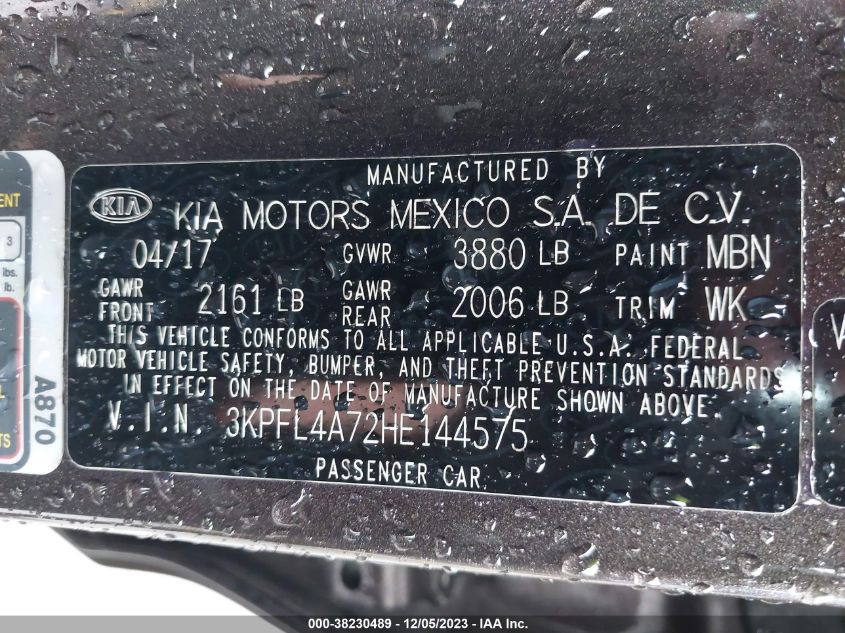 MANUFACTURED BY
KIA KIA MOTORS MEXICO S.A. DE C.V.
04/17 GVWR : 3880 LB PAINT MBN
GAWR FRONT : 2161 LB GAWR REAR : 2006 LB TRIM WK
THIS VEHICLE CONFORMS TO ALL APPLICABLE U.S.A. FEDERAL
MOTOR VEHICLE SAFETY, BUMPER, AND THEFT PREVENTION STANDARDS
IN EFFECT ON THE DATE OF MANUFACTURE SHOWN ABOVE.
V.I.N. : 3KPFL4A72HE144575
PASSENGER CAR
3
lbs.
lb.
A870
000-38230489 - 12/05/2023 - IAA Inc.